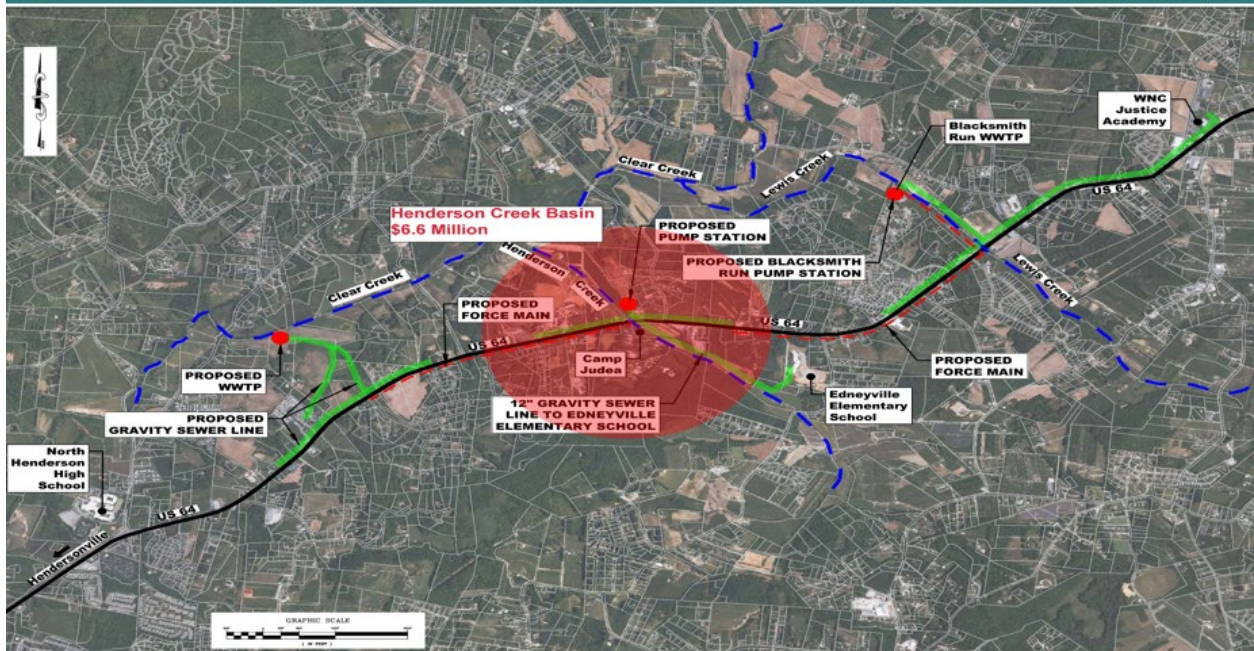 WNC
Justice
Academy
Blacksmith
Run WWTP
Clear Creek
Lewis Creek
US 64
Henderson Creek Basin
$6.6 Million
PROPOSED
PUMP STATION
Henderson
Creek
PROPOSED BLACKSMITH
RUN PUMP STATION
Lewis Creek
Clear Creek
PROPOSED
FORCE MAIN
US 64
US 64
PROPOSED
WWTP
Camp
Judea
PROPOSED
FORCE MAIN
PROPOSED
GRAVITY SEWER LINE
12" GRAVITY SEWER
LINE TO EDNEYVILLE
ELEMENTARY SCHOOL
Edneyville
Elementary
School
North
Henderson
High
School
US 64
Hendersonville
GRAPHIC SCALE
( IN FEET )